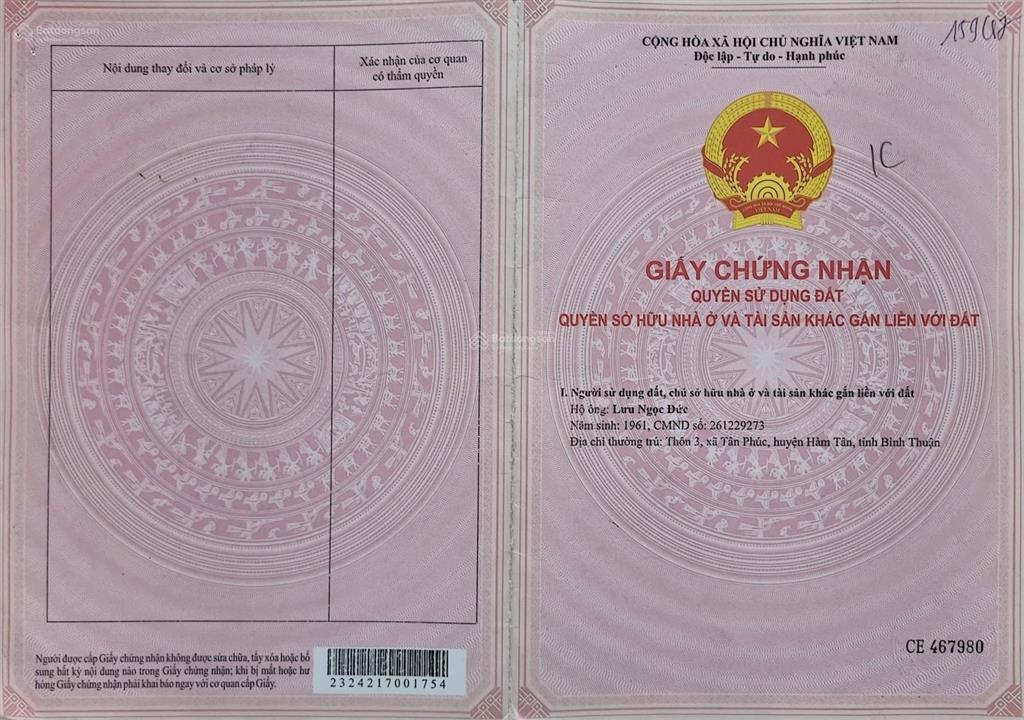 Batdongsan
Nội dung thay đổi và cơ sở pháp lý
Xác nhận của cơ quan
có thẩm quyền
Người được cấp Giấy chứng nhận không được sửa chữa, tẩy xóa hoặc bổ
sung bất kỳ nội dung nào trong Giấy chứng nhận; khi bị mất hoặc hư
hỏng Giấy chứng nhận phải khai báo ngay với cơ quan cấp Giấy.
2324217001754
CỘNG HÒA XÃ HỘI CHỦ NGHĨA VIỆT NAM
Độc lập - Tự do - Hạnh phúc
1C
VIỆT NAM
GIẤY CHỨNG NHẬN
QUYỀN SỬ DỤNG ĐẤT
QUYỀN SỞ HỮU NHÀ Ở VÀ TÀI SẢN KHÁC GẮN LIỀN VỚI ĐẤT
Batdongsan
I. Người sử dụng đất, chủ sở hữu nhà ở và tài sản khác gắn liền với đất
Hộ ông: Lưu Ngọc Đức
Năm sinh: 1961, CMND số: 261229273
Địa chỉ thường trú: Thôn 3, xã Tân Phúc, huyện Hàm Tân, tỉnh Bình Thuận
CE 467980